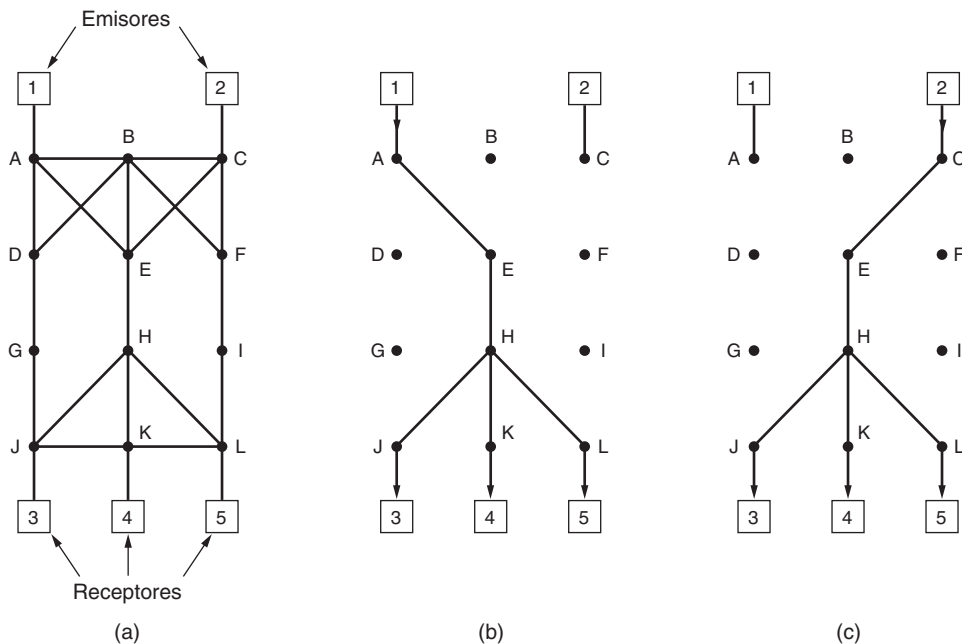 Emisores
1 2
A B C
D E F
G H I
J K L
3 4 5
Receptores
(a)
1 2
A B C
D E F
G H I
J K L
3 4 5
(b)
1 2
A B C
D E F
G H I
J K L
3 4 5
(c)